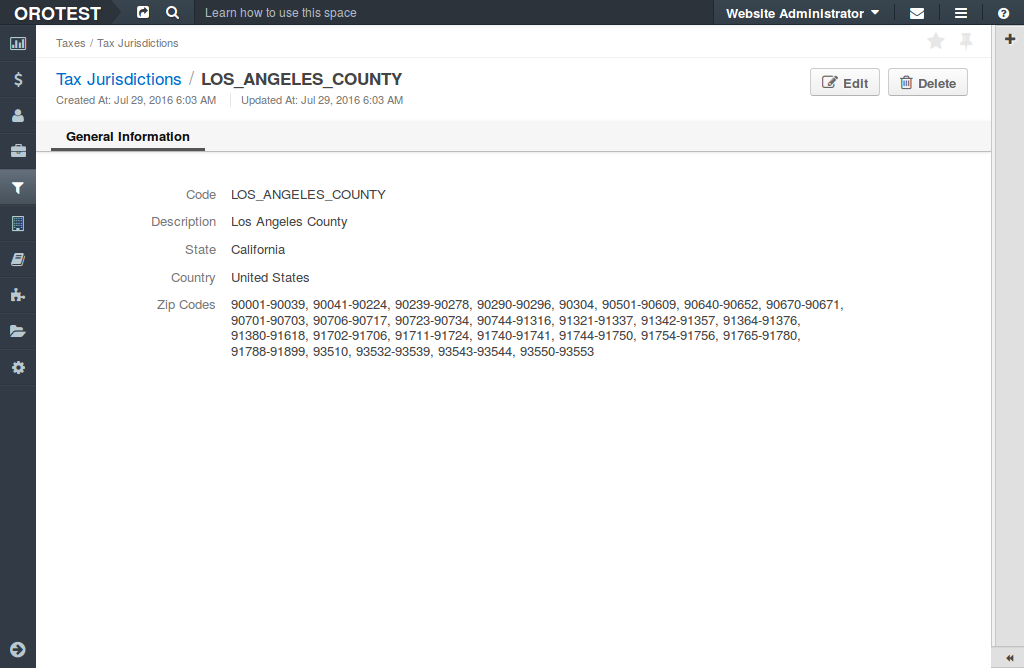 OROTEST Learn how to use this space Website Administrator
Taxes / Tax Jurisdictions
Tax Jurisdictions / LOS_ANGELES_COUNTY
Edit Delete
Created At: Jul 29, 2016 6:03 AM Updated At: Jul 29, 2016 6:03 AM
General Information
Code LOS_ANGELES_COUNTY
Description Los Angeles County
State California
Country United States
Zip Codes 90001-90039, 90041-90224, 90239-90278, 90290-90296, 90304, 90501-90609, 90640-90652, 90670-90671,
90701-90703, 90706-90717, 90723-90734, 90744-91316, 91321-91337, 91342-91357, 91364-91376,
91380-91618, 91702-91706, 91711-91724, 91740-91741, 91744-91750, 91754-91756, 91765-91780,
91788-91899, 93510, 93532-93539, 93543-93544, 93550-93553